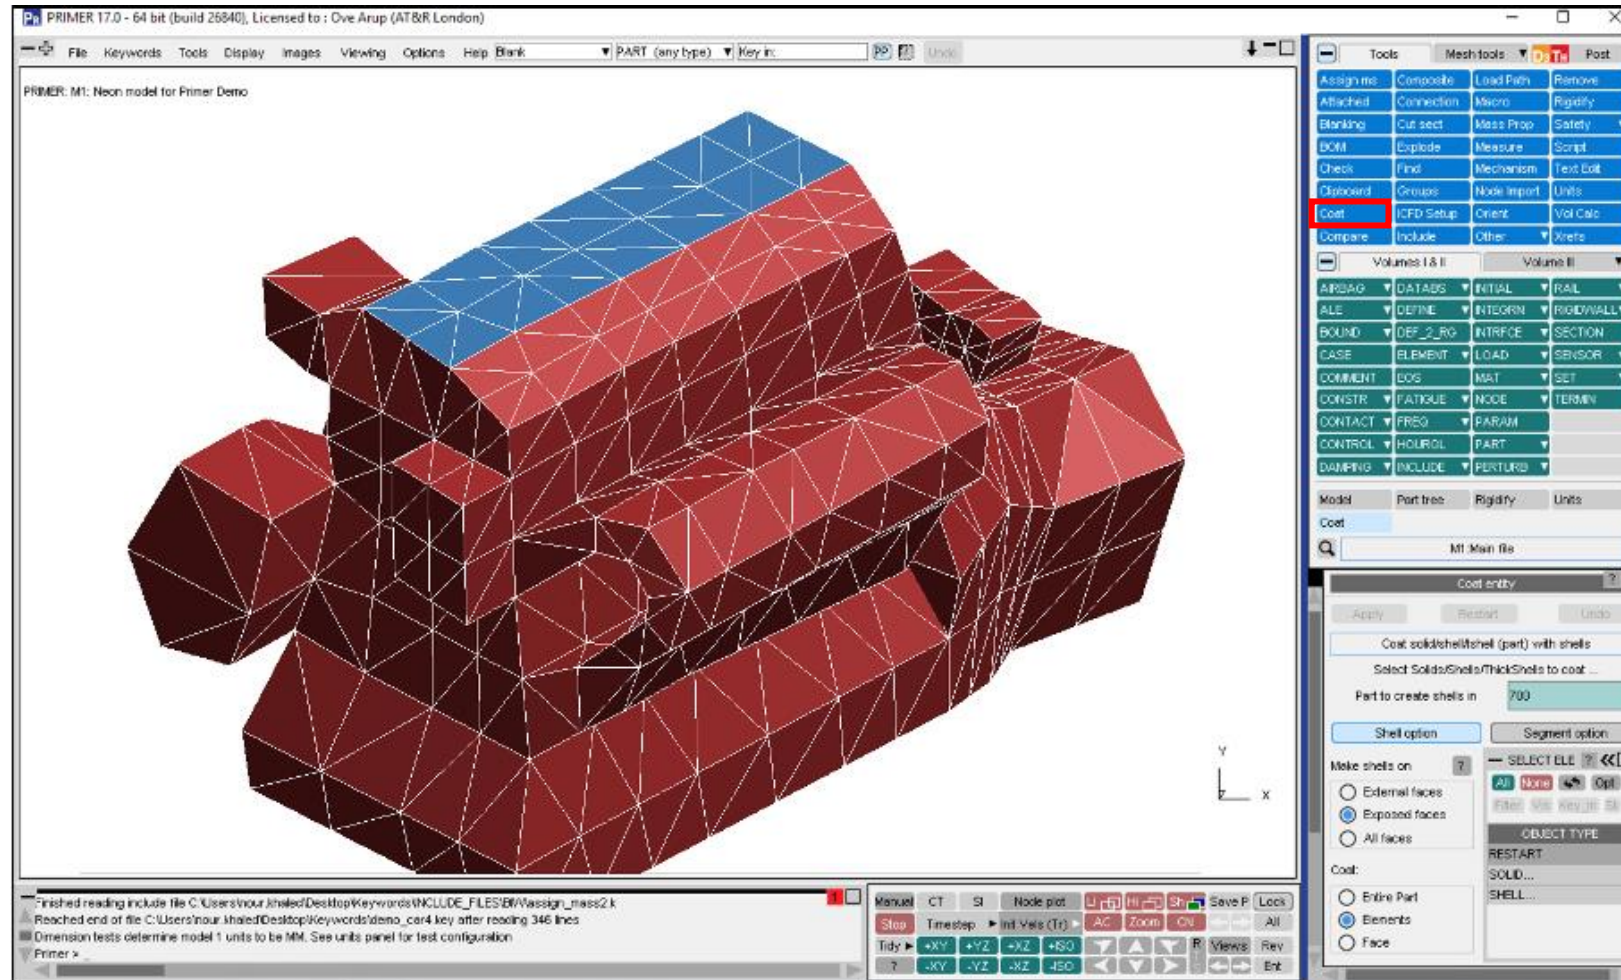 PRIMER 17.0 - 64 bit (build 26840), Licensed to : Ove Arup (AT&R London)
File Keywords Tools Display Images Viewing Options Help Blank PART (any type) Key in: PP Undo
PRIMER: M1: Neon model for Primer Demo
Y
Z X
Tools Mesh tools Post
Assign ms Composite Load Path Remove
Attached Connection Macro Rigidify
Blanking Cut sect Mass Prop Safety
BOM Explode Measure Script
Check Find Mechanism Text Edit
Clipboard Groups Node Import Units
Coat ICFD Setup Orient Vol Calc
Compare Include Other Xrefs
Volumes I & II Volume III
AIRBAG DATABS INITIAL RAIL
ALE DEFINE INTEGRN RIGIDWALL
BOUND DEF_2_RG INTRFCE SECTION
CASE ELEMENT LOAD SENSOR
COMMENT EOS MAT SET
CONSTR FATIGUE NODE TERMIN
CONTACT FREQ PARAM
CONTROL HOURGL PART
DAMPING INCLUDE PERTURB
Model Part tree Rigidify Units
Coat
M1:Main file
Coat entity ?
Apply Restart Undo
Coat solid/shell/tshell (part) with shells
Select Solids/Shells/ThickShells to coat ...
Part to create shells in 700
Shell option Segment option
Make shells on ? SELECT ELE ?
All None Opt
External faces Filter Vis Key_in
Exposed faces
All faces OBJECT TYPE
RESTART
Coat: SOLID...
Entire Part SHELL...
Elements
Face
Finished reading include file C:\Users\nour.khaled\Desktop\Keywords\INCLUDE_FILES\BIW\assign_mass2.k
Reached end of file C:\Users\nour.khaled\Desktop\Keywords\demo_car4.key after reading 346 lines
Dimension tests determine model 1 units to be MM. See units panel for test configuration
Primer > _
1
Manual CT SI Node plot Li Hi Sh Save P Lock
Stop Timestep Init Vels (Tr) AC Zoom CN All
Tidy +XY +YZ +XZ +ISO R Views Rev
? -XY -YZ -XZ -ISO Ent